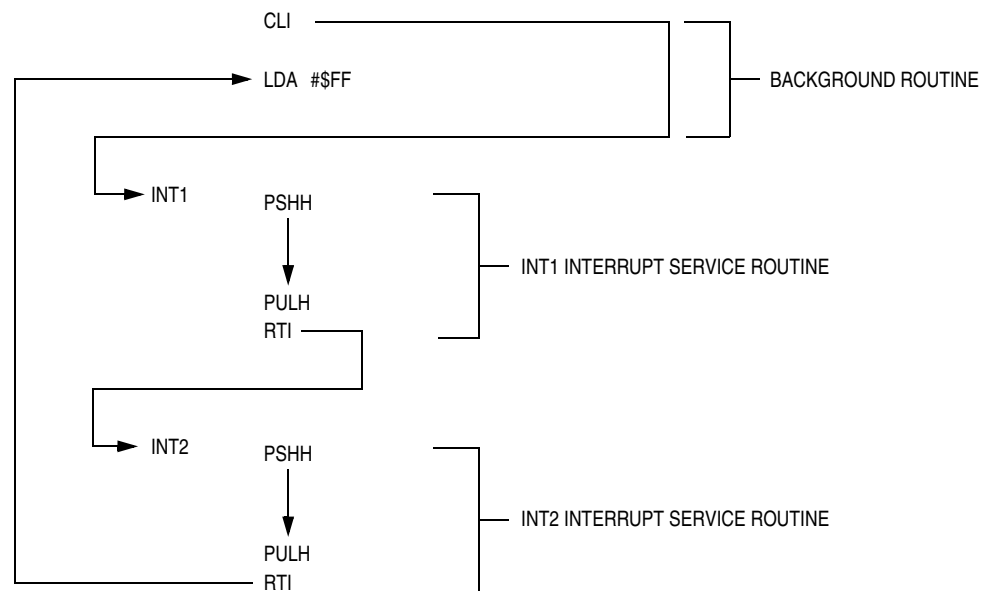 CLI
LDA #$FF
BACKGROUND ROUTINE
INT1
PSHH
INT1 INTERRUPT SERVICE ROUTINE
PULH
RTI
INT2
PSHH
INT2 INTERRUPT SERVICE ROUTINE
PULH
RTI